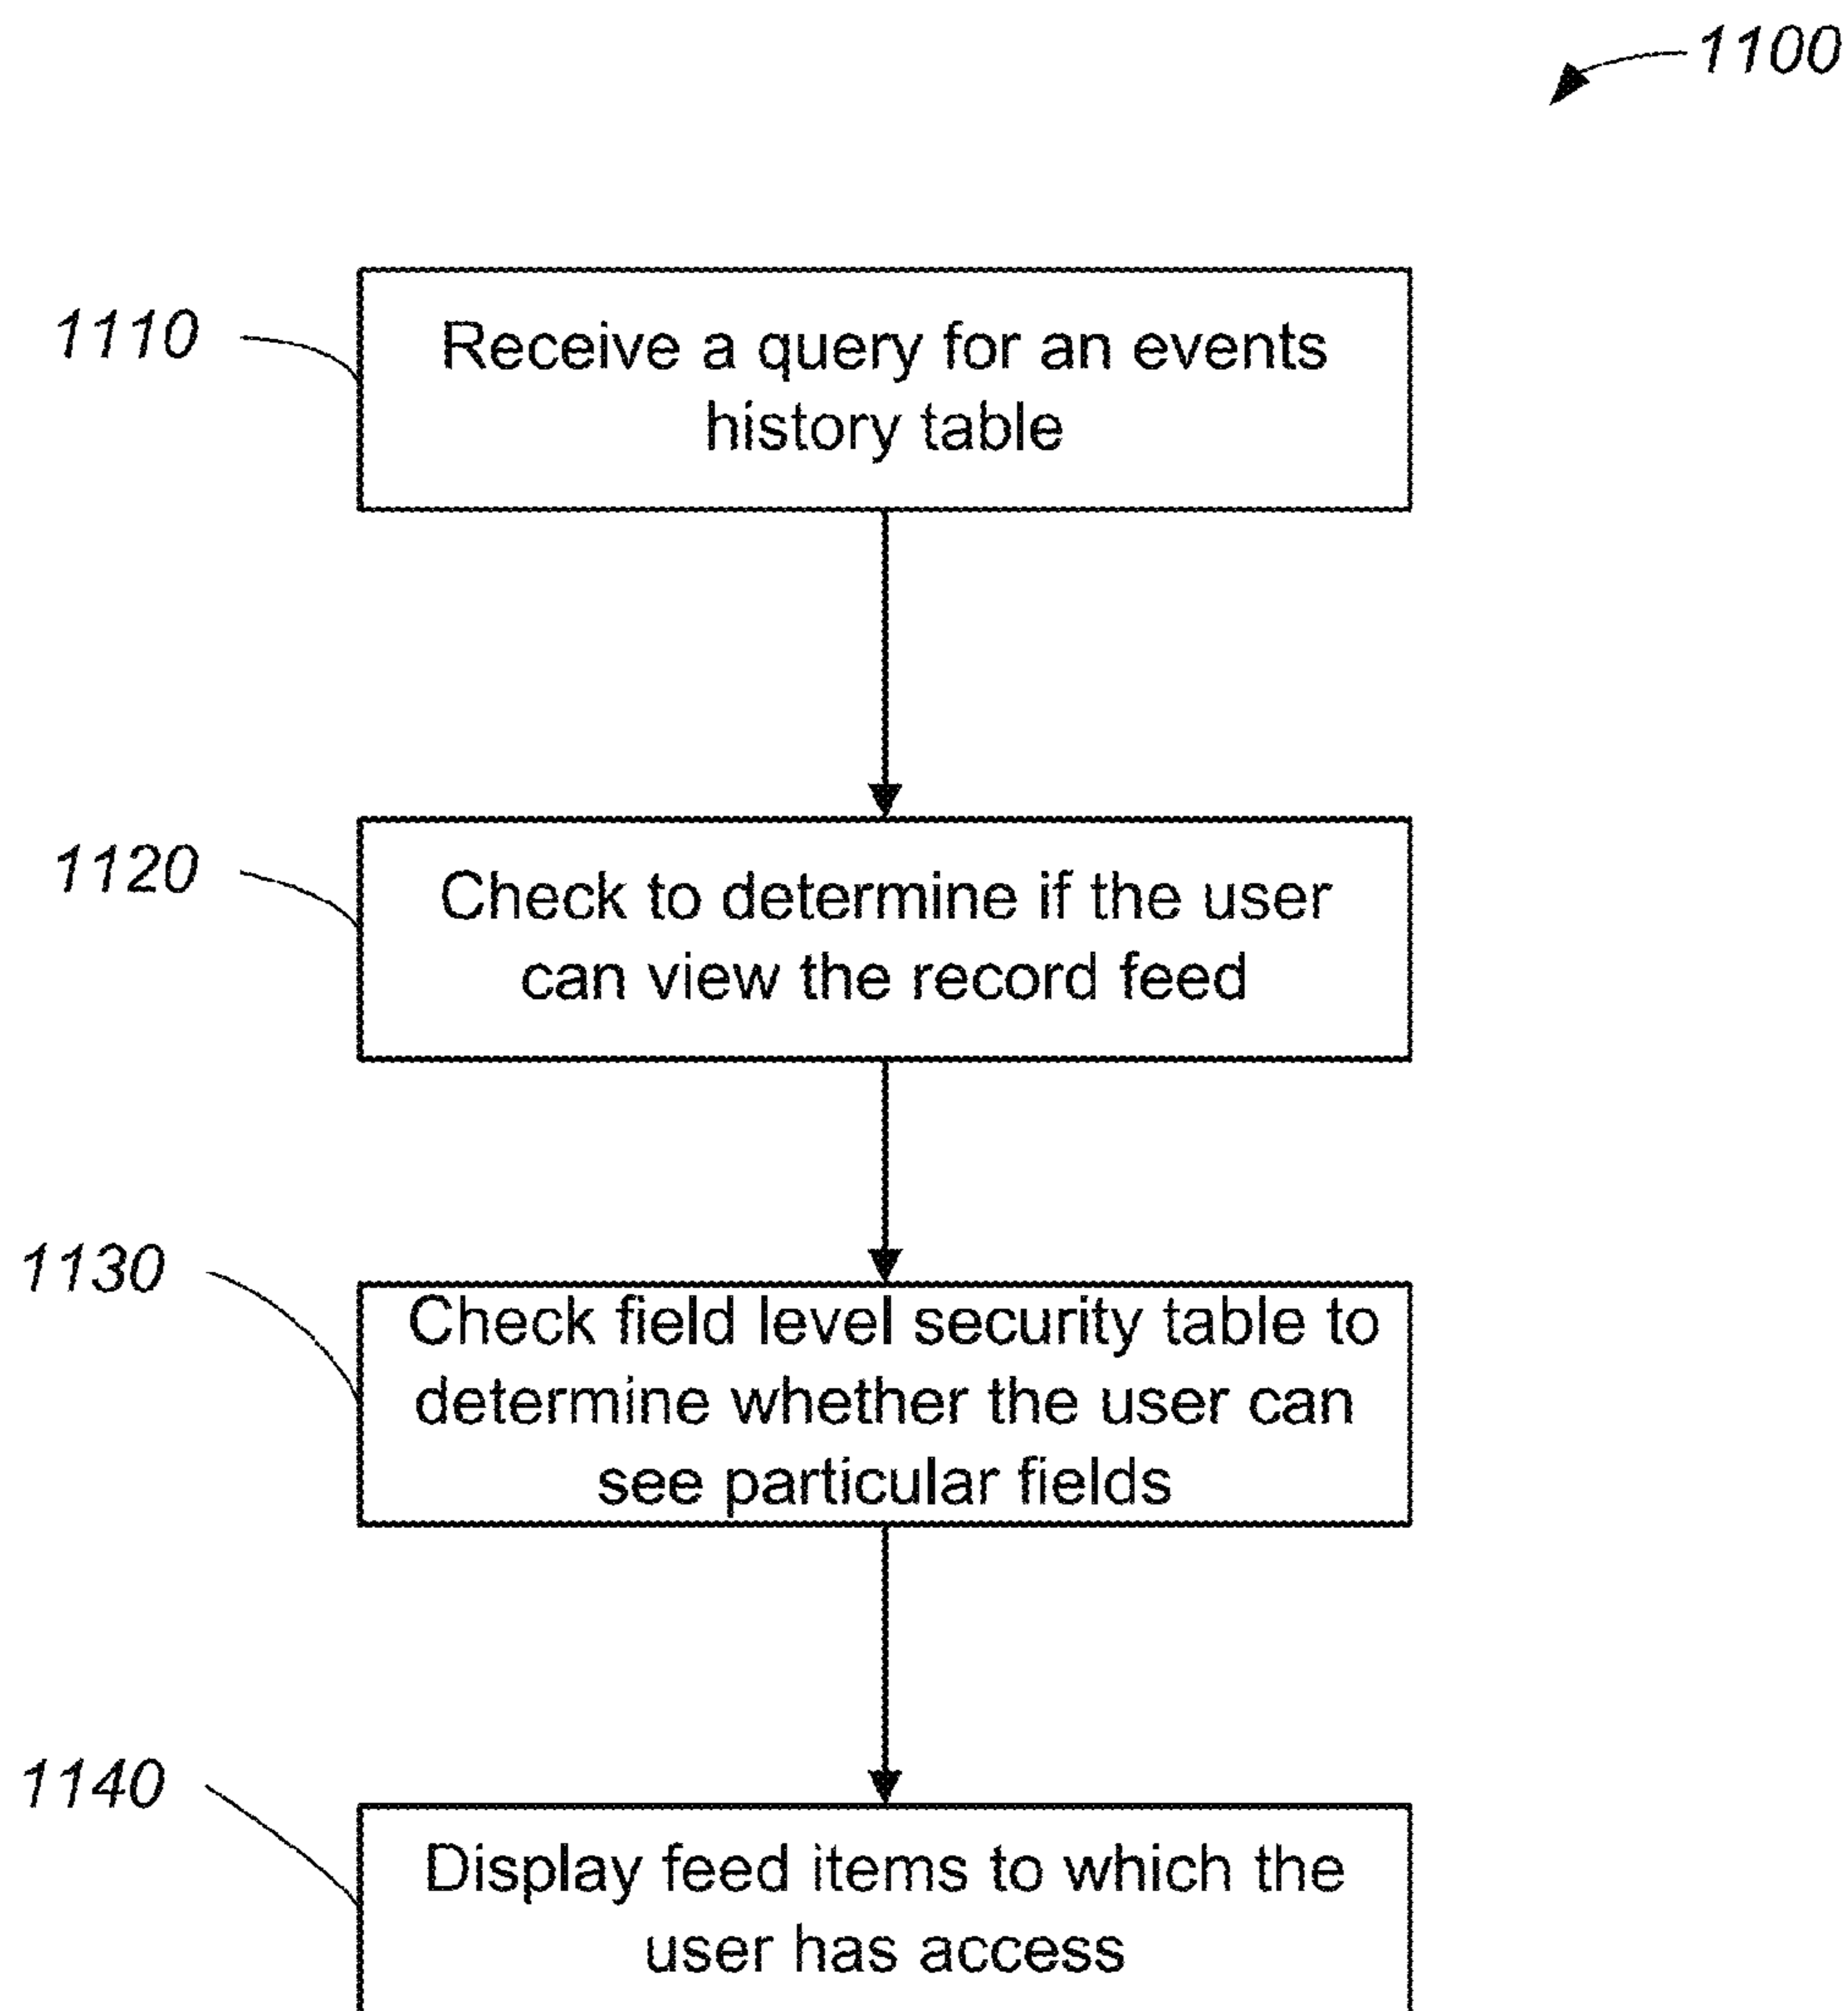 1100
1110
Receive a query for an events
history table
1120
Check to determine if the user
can view the record feed
1130
Check field level security table to
determine whether the user can
see particular fields
1140
Display feed items to which the
user has access